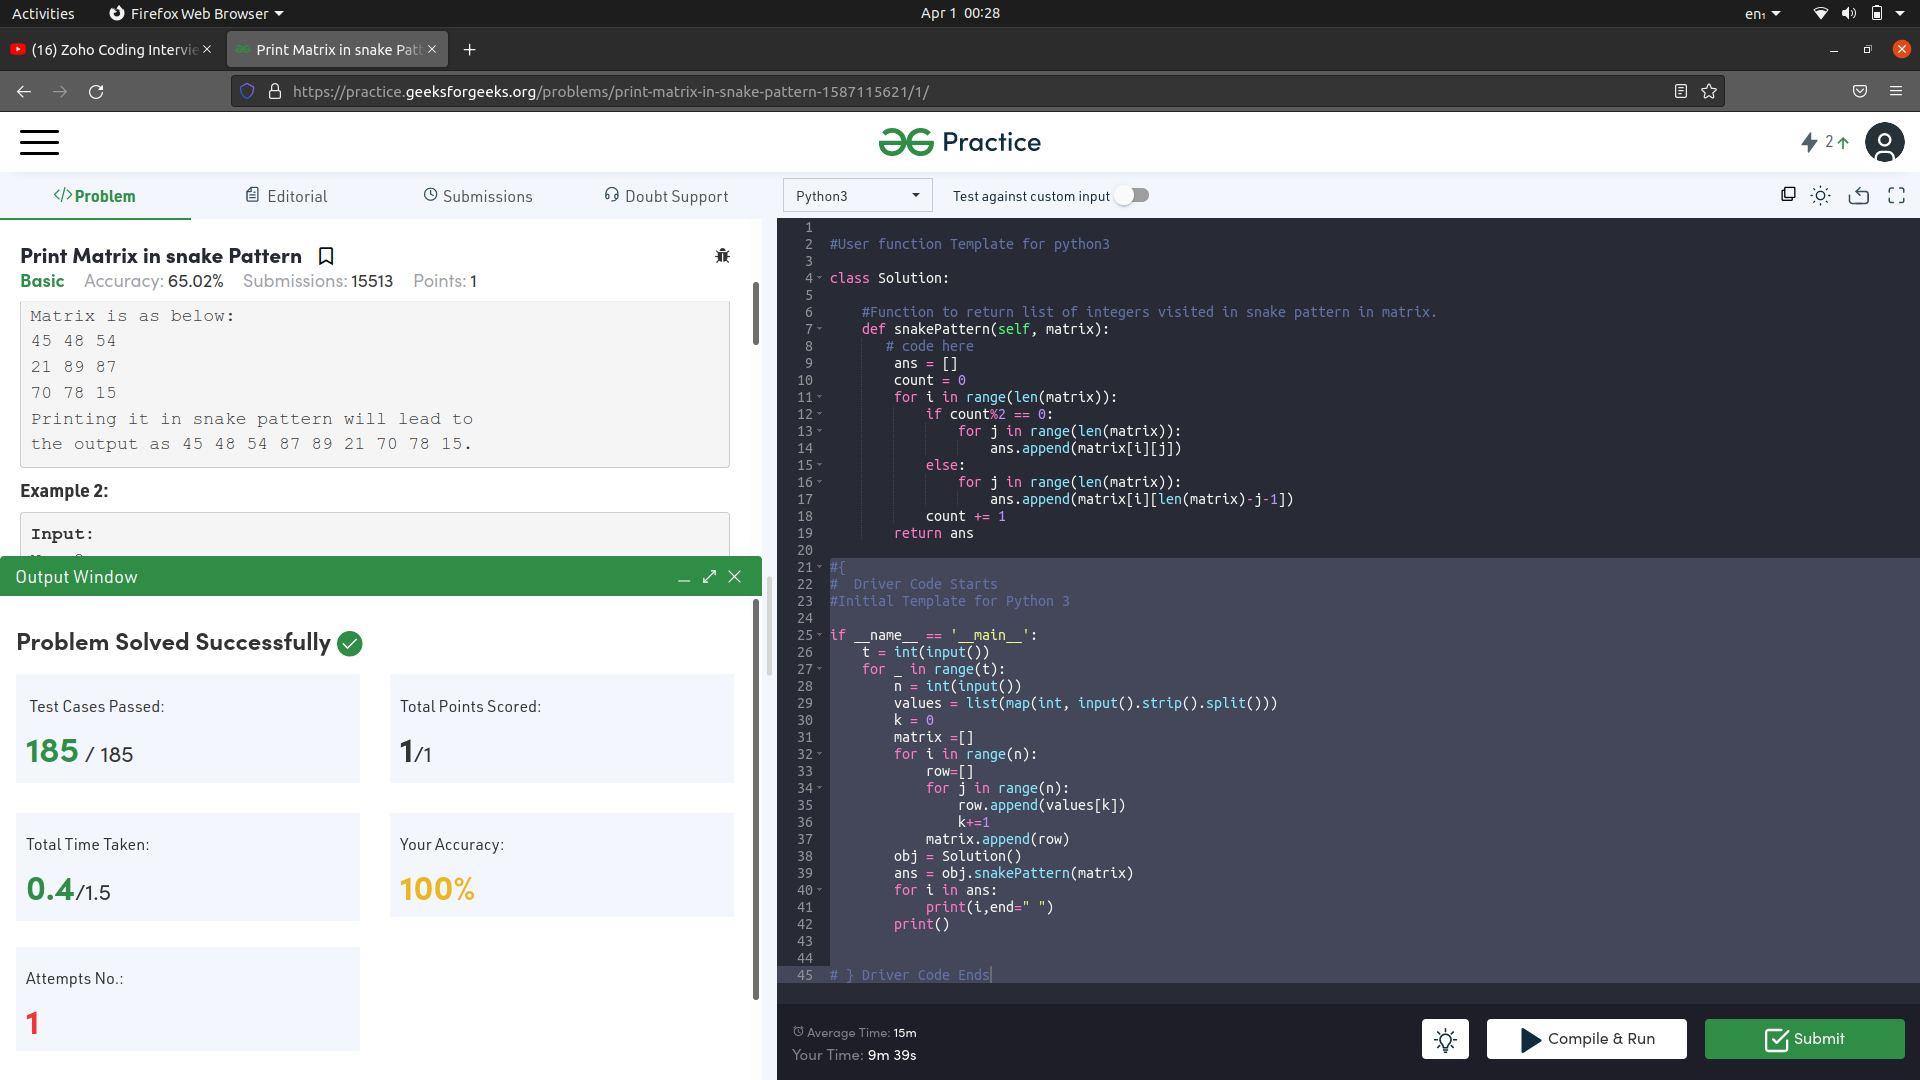 Activities
Firefox Web Browser
Apr 1 00:28
en₁
(16) Zoho Coding Intervie
Print Matrix in snake Patt
https://practice.geeksforgeeks.org/problems/print-matrix-in-snake-pattern-1587115621/1/
Practice
2
</>Problem
Editorial
Submissions
Doubt Support
Python3
Test against custom input
Print Matrix in snake Pattern
Basic Accuracy: 65.02% Submissions: 15513 Points: 1
Matrix is as below:
45 48 54
21 89 87
70 78 15
Printing it in snake pattern will lead to
the output as 45 48 54 87 89 21 70 78 15.
Example 2:
Input:
Output Window
Problem Solved Successfully
Test Cases Passed:
185 / 185
Total Points Scored:
1/1
Total Time Taken:
0.4/1.5
Your Accuracy:
100%
Attempts No.:
1
1
2 #User function Template for python3
3
4 class Solution:
5
6     #Function to return list of integers visited in snake pattern in matrix.
7     def snakePattern(self, matrix):
8        # code here
9         ans = []
10         count = 0
11         for i in range(len(matrix)):
12             if count%2 == 0:
13                 for j in range(len(matrix)):
14                     ans.append(matrix[i][j])
15             else:
16                 for j in range(len(matrix)):
17                     ans.append(matrix[i][len(matrix)-j-1])
18             count += 1
19         return ans
20
21 #{
22 #  Driver Code Starts
23 #Initial Template for Python 3
24
25 if __name__ == '__main__':
26     t = int(input())
27     for _ in range(t):
28         n = int(input())
29         values = list(map(int, input().strip().split()))
30         k = 0
31         matrix =[]
32         for i in range(n):
33             row=[]
34             for j in range(n):
35                 row.append(values[k])
36                 k+=1
37             matrix.append(row)
38         obj = Solution()
39         ans = obj.snakePattern(matrix)
40         for i in ans:
41             print(i,end=" ")
42         print()
43
44
45 # } Driver Code Ends
Average Time: 15m
Your Time: 9m 39s
Compile & Run
Submit